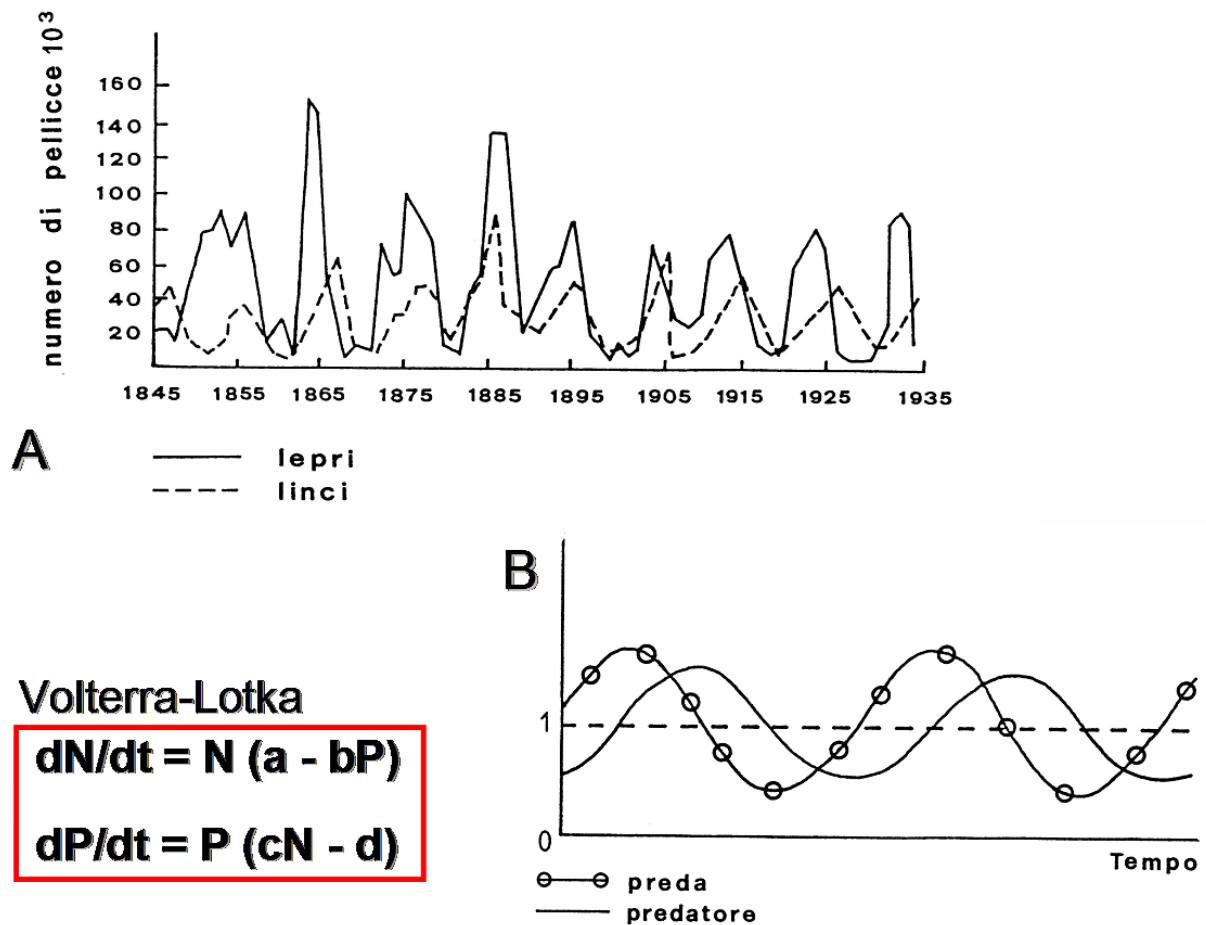 numero di pellicce 10³
160
140
120
100
80
60
40
20
1845 1855 1865 1875 1885 1895 1905 1915 1925 1935
A
lepri
linci
B
Volterra-Lotka
dN/dt = N (a - bP)
dP/dt = P (cN - d)
1
0
Tempo
preda
predatore